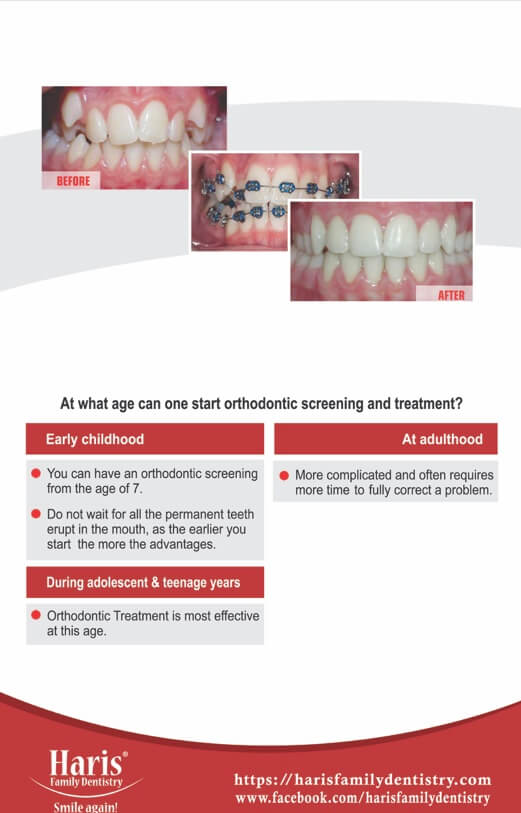 BEFORE
AFTER
At what age can one start orthodontic screening and treatment?
Early childhood
You can have an orthodontic screening
from the age of 7.
Do not wait for all the permanent teeth
erupt in the mouth, as the earlier you
start the more the advantages.
During adolescent & teenage years
Orthodontic Treatment is most effective
at this age.
At adulthood
More complicated and often requires
more time to fully correct a problem.
Haris®
Family Dentistry
Smile again!
https://harisfamilydentistry.com
www.facebook.com/harisfamilydentistry